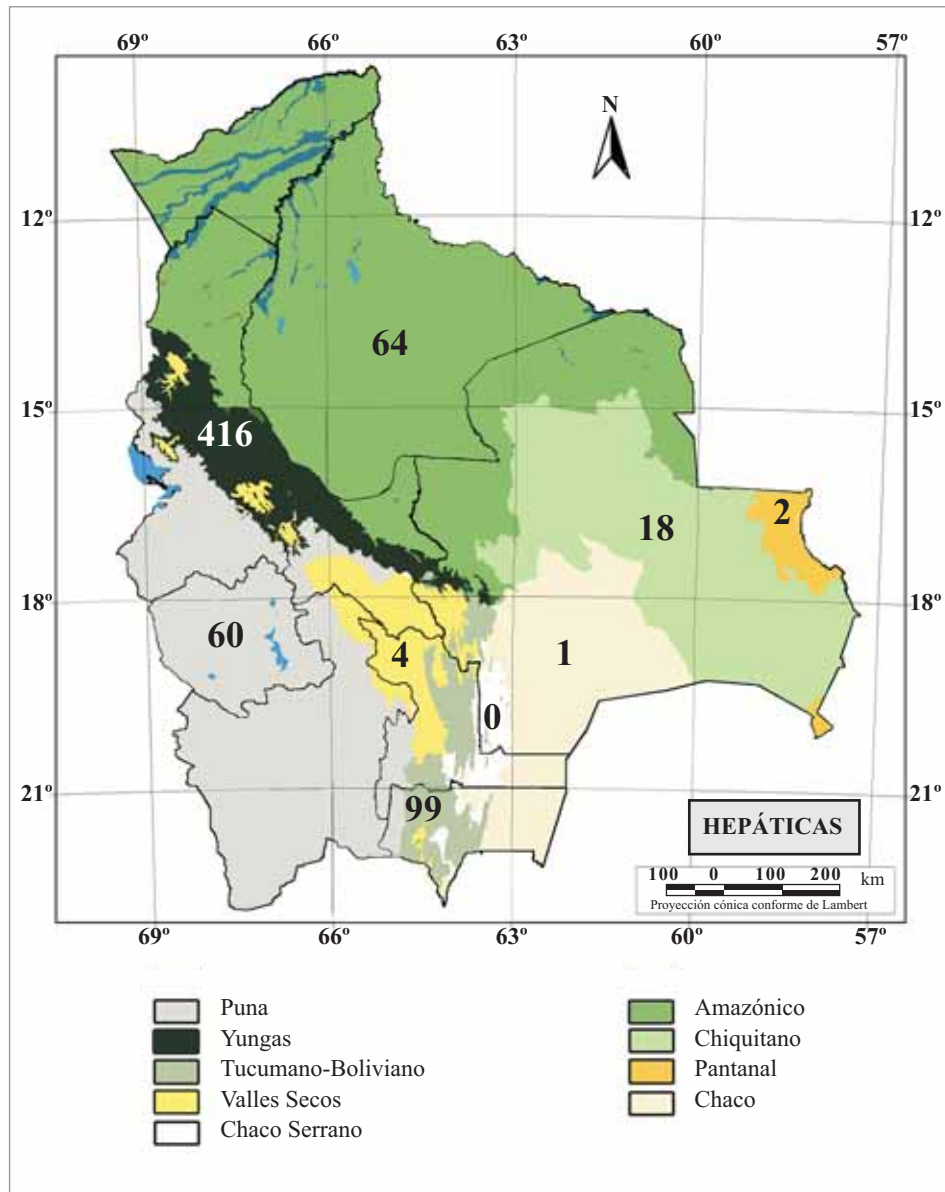 69º 66º 63º 60º 57º
N
12º 12º
64
15º 15º
416
2
18
18º 18º
60
4 1
0
21º 21º
99
HEPÁTICAS
100 0 100 200 km
Proyección cónica conforme de Lambert
69º 66º 63º 60º 57º
Puna
Yungas
Tucumano-Boliviano
Valles Secos
Chaco Serrano
Amazónico
Chiquitano
Pantanal
Chaco